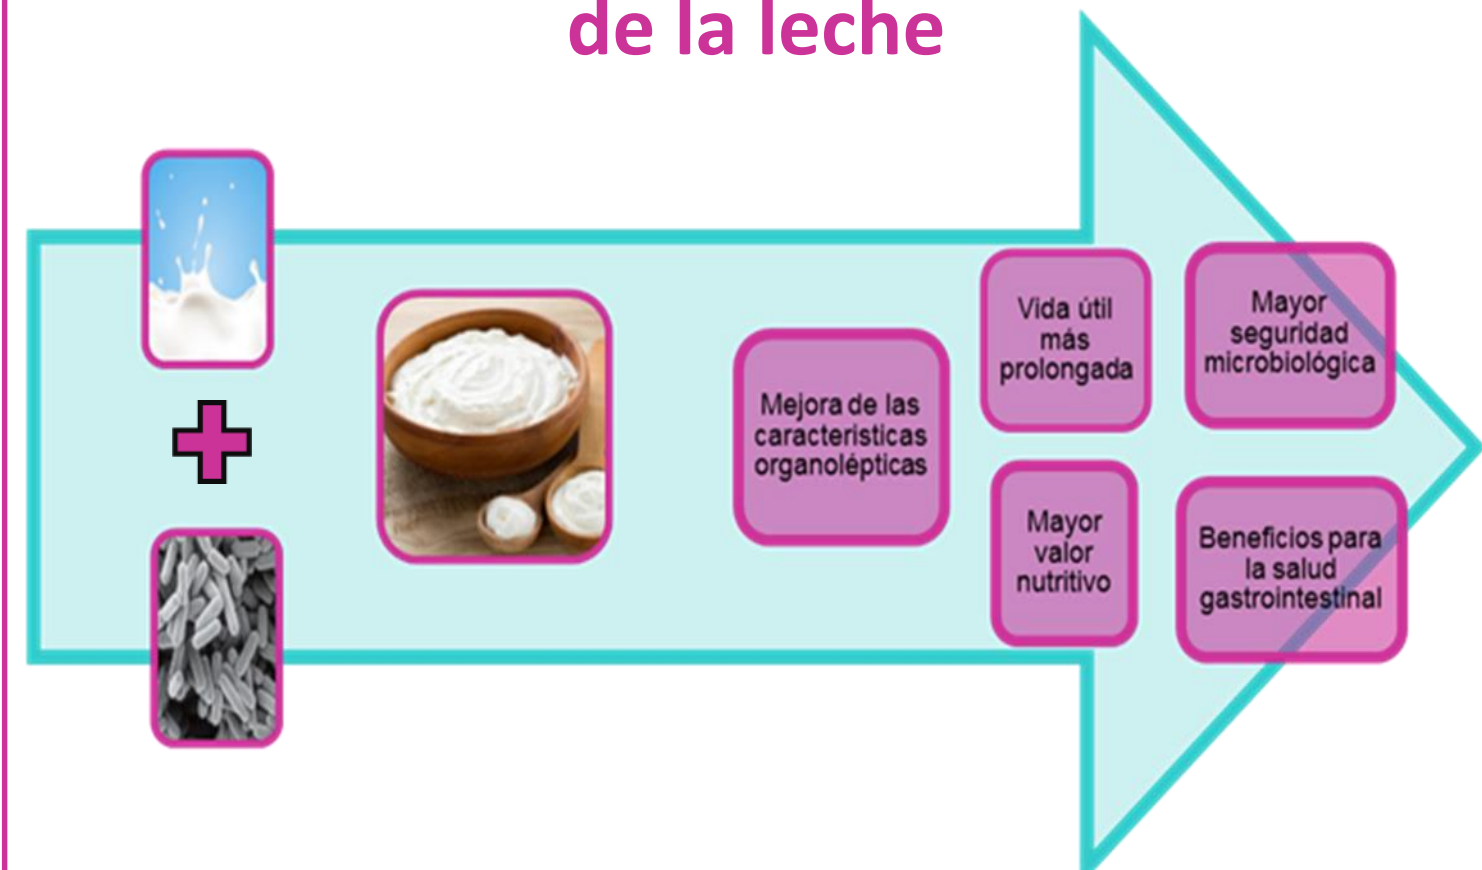 de la leche
Mejora de las
caracteristicas
organolépticas
Vida útil
más
prolongada
Mayor
seguridad
microbiológica
Mayor
valor
nutritivo
Beneficios para
la salud
gastrointestinal